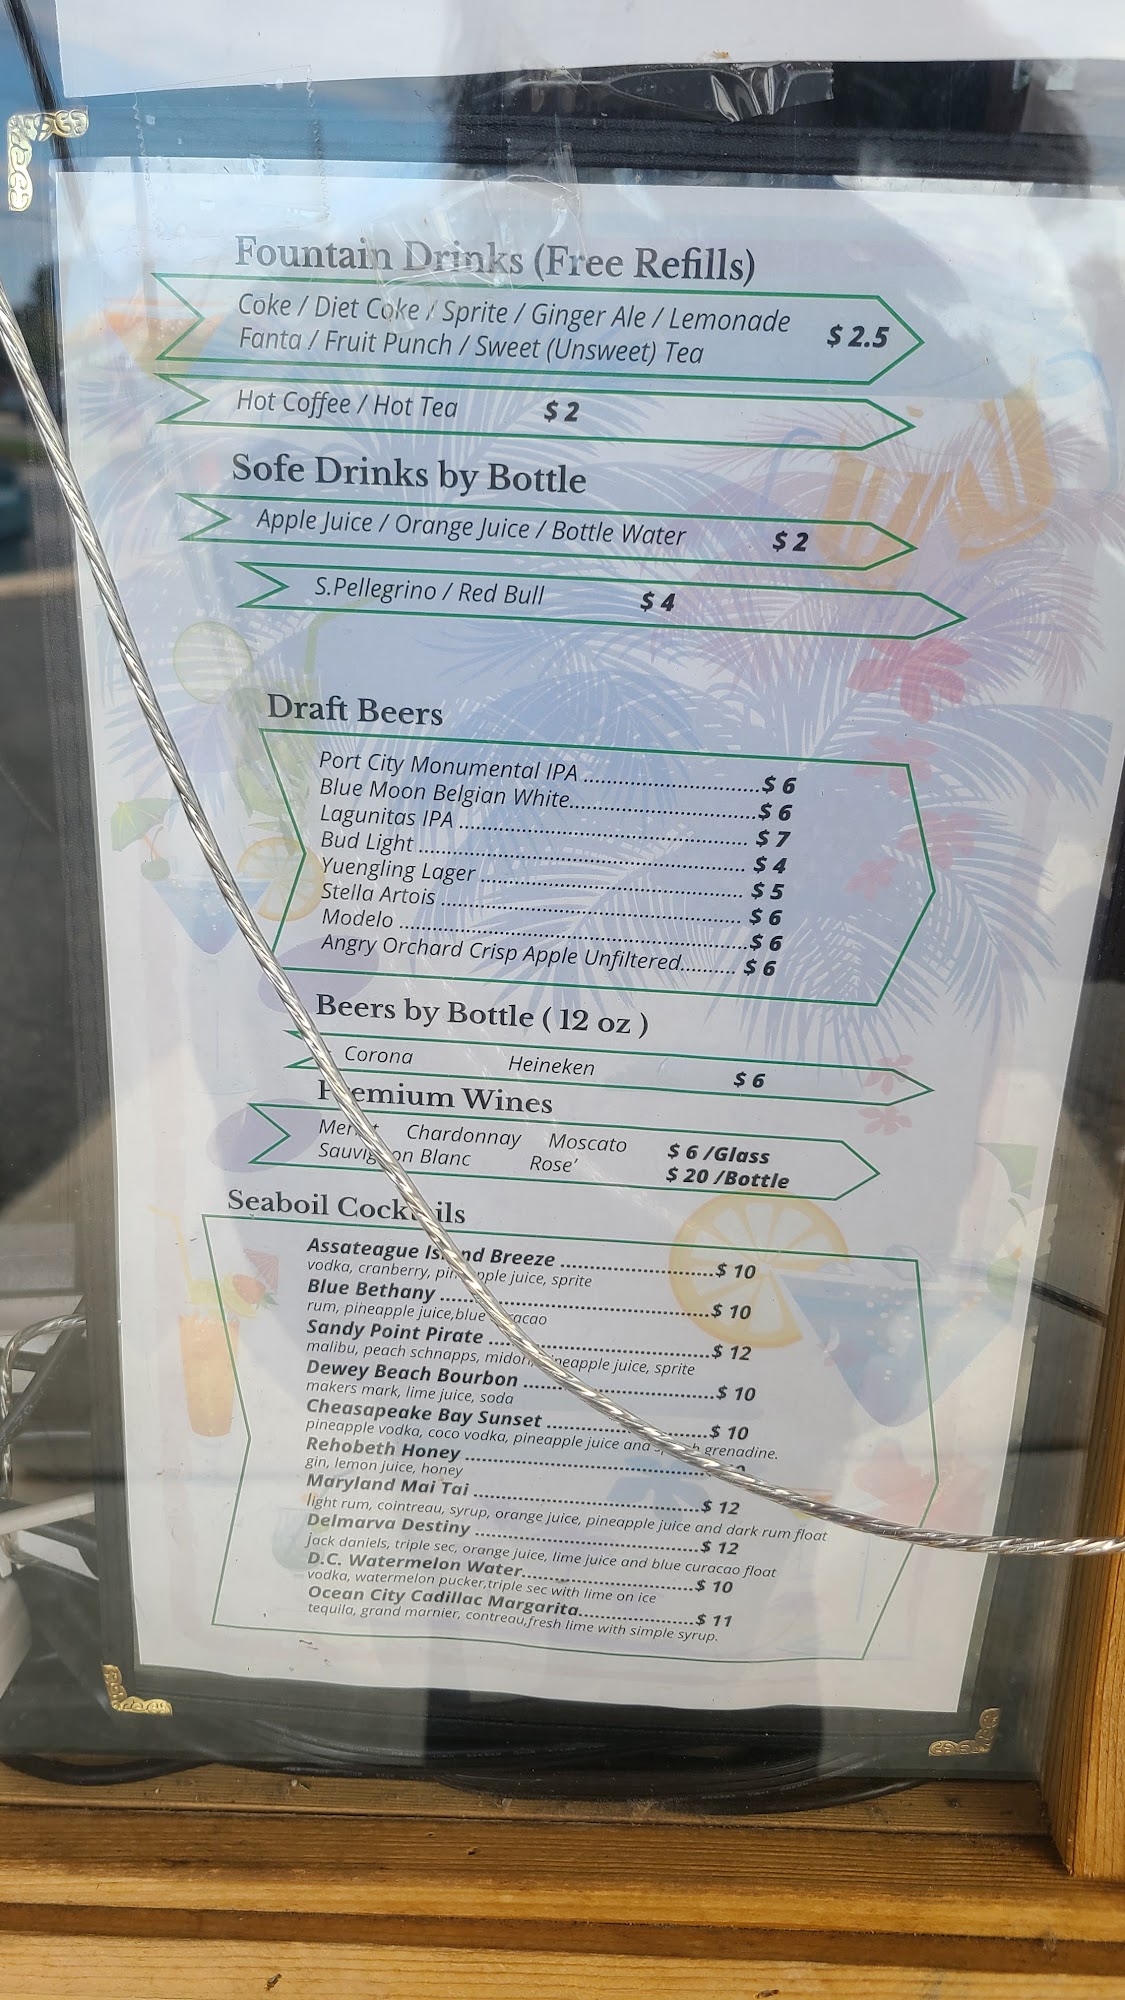 Fountain Drinks (Free Refills)
Coke / Diet Coke / Sprite / Ginger Ale / Lemonade
Fanta / Fruit Punch / Sweet (Unsweet) Tea
$ 2.5
Hot Coffee / Hot Tea $ 2
Sofe Drinks by Bottle
Apple Juice / Orange Juice / Bottle Water $ 2
S.Pellegrino / Red Bull $ 4
Draft Beers
Port City Monumental IPA $ 6
Blue Moon Belgian White $ 6
Lagunitas IPA $ 7
Bud Light $ 4
Yuengling Lager $ 5
Stella Artois $ 6
Modelo $ 6
Angry Orchard Crisp Apple Unfiltered $ 6
Beers by Bottle ( 12 oz )
Corona Heineken $ 6
Premium Wines
Merlot Chardonnay Moscato $ 6 /Glass
Sauvignon Blanc Rose' $ 20 /Bottle
Seaboil Cocktails
Assateague Island Breeze $ 10
vodka, cranberry, pineapple juice, sprite
Blue Bethany $ 10
rum, pineapple juice,blue curacao
Sandy Point Pirate $ 12
malibu, peach schnapps, midori, pineapple juice, sprite
Dewey Beach Bourbon $ 10
makers mark, lime juice, soda
Cheasapeake Bay Sunset $ 10
pineapple vodka, coco vodka, pineapple juice and grenadine.
Rehobeth Honey
gin, lemon juice, honey
Maryland Mai Tai $ 12
light rum, cointreau, syrup, orange juice, pineapple juice and dark rum float
Delmarva Destiny $ 12
jack daniels, triple sec, orange juice, lime juice and blue curacao float
D.C. Watermelon Water $ 10
vodka, watermelon pucker,triple sec with lime on ice
Ocean City Cadillac Margarita $ 11
tequila, grand marnier, contreau,fresh lime with simple syrup.